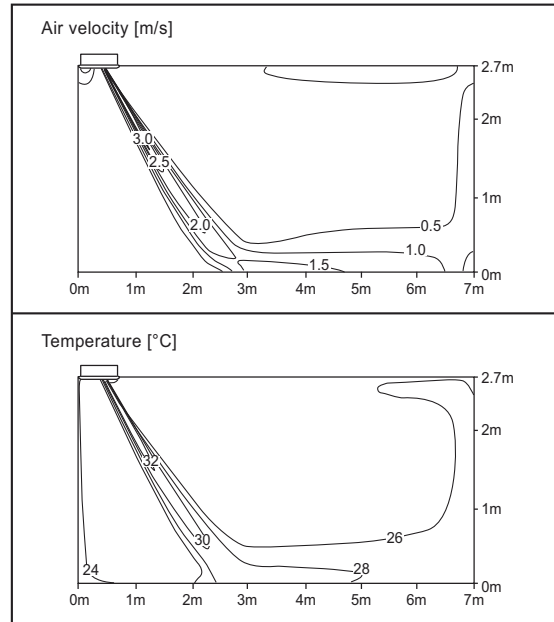 Air velocity [m/s]
2.7m
3.0
2m
2.5
1m
2.0
0.5
1.0
1.5
0m
0m 1m 2m 3m 4m 5m 6m 7m
Temperature [°C]
2.7m
2m
32
1m
30
26
24
28
0m
0m 1m 2m 3m 4m 5m 6m 7m